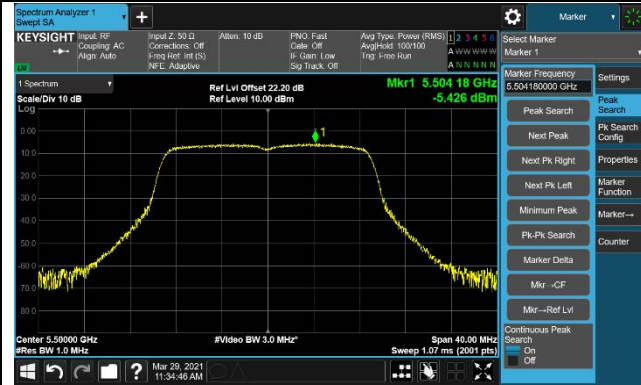 Spectrum Analyzer 1
Swept SA
+
Marker
KEYSIGHT
Input: RF
Coupling: AC
Align: Auto
Input Z: 50 Ω
Corrections: Off
Freq Ref: Int (S)
NFE: Adaptive
Atten: 10 dB
PNO: Fast
Gate: Off
IF Gain: Low
Sig Track: Off
Avg Type: Power (RMS)
Avg|Hold: 100/100
Trig: Free Run
1 2 3 4 5 6
A W W W W W
A N N N N N
Select Marker
Marker 1
1 Spectrum
Scale/Div 10 dB
Log
Ref Lvl Offset 22.20 dB
Ref Level 10.00 dBm
Mkr1 5.504 18 GHz
-5.426 dBm
0.00
-10.0
-20.0
-30.0
-40.0
-50.0
-60.0
-70.0
-80.0
1
Center 5.50000 GHz
#Res BW 1.0 MHz
#Video BW 3.0 MHz*
Span 40.00 MHz
Sweep 1.07 ms (2001 pts)
Marker Frequency
5.504180000 GHz
Peak Search
Next Peak
Next Pk Right
Next Pk Left
Minimum Peak
Pk-Pk Search
Marker Delta
Mkr→CF
Mkr→Ref Lvl
Continuous Peak
Search
On
Off
Settings
Peak
Search
Pk Search
Config
Properties
Marker
Function
Marker→
Counter
?
Mar 29, 2021
11:34:46 AM